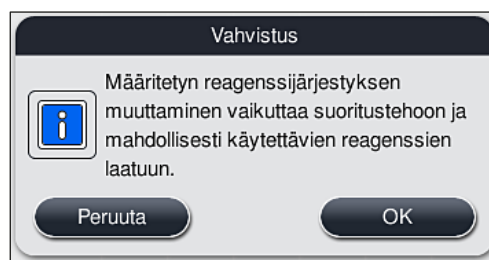 Vahvistus
Määritetyn reagenssijärjestyksen
muuttaminen vaikuttaa suoritustehoon ja
mahdollisesti käytettävien reagenssien
laatuun.
Peruuta
OK